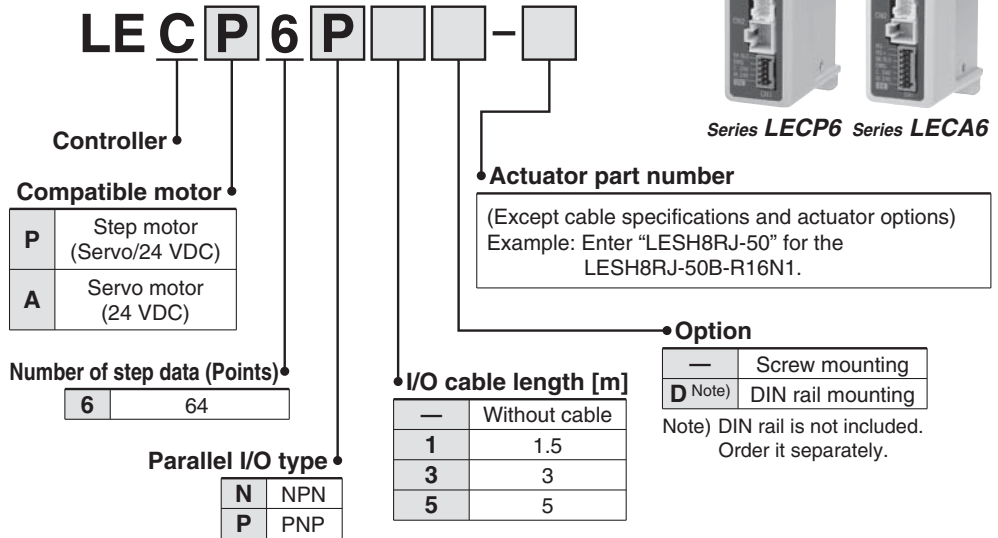 LE C P 6 P –
Series LECP6 Series LECA6
Controller
Compatible motor
P Step motor
(Servo/24 VDC)
A Servo motor
(24 VDC)
Number of step data (Points)
6 64
Parallel I/O type
N NPN
P PNP
I/O cable length [m]
— Without cable
1 1.5
3 3
5 5
Option
— Screw mounting
D Note) DIN rail mounting
Note) DIN rail is not included.
Order it separately.
Actuator part number
(Except cable specifications and actuator options)
Example: Enter “LESH8RJ-50” for the
LESH8RJ-50B-R16N1.